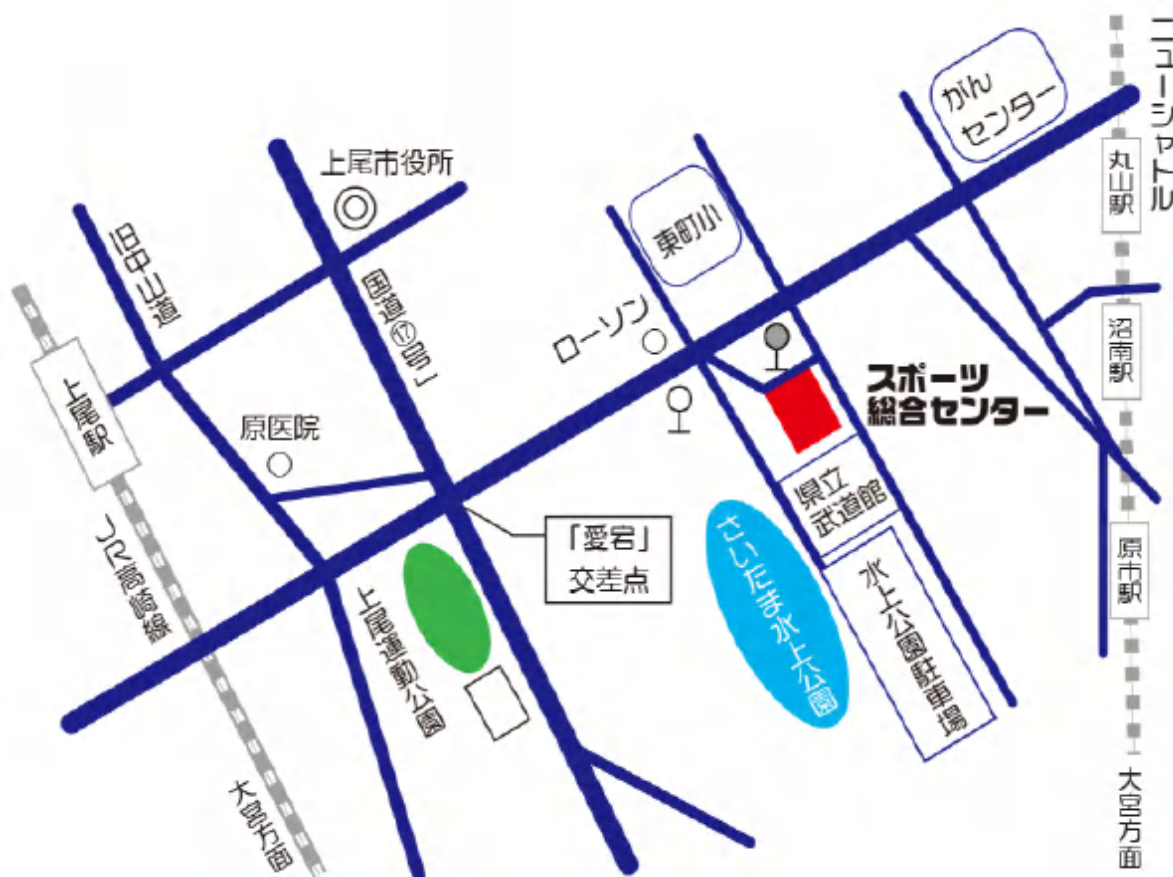 ニューシャトル
がん
センター
丸山駅
上尾市役所
東町小
旧中山道
国道⑰号」
沼南駅
ローソン
上尾駅
スポーツ
総合センター
原医院
県立
武道館
「愛宕」
交差点
さいたま水上公園
原市駅
JR高崎線
上尾運動公園
水上公園駐車場
大宮方面
大宮方面